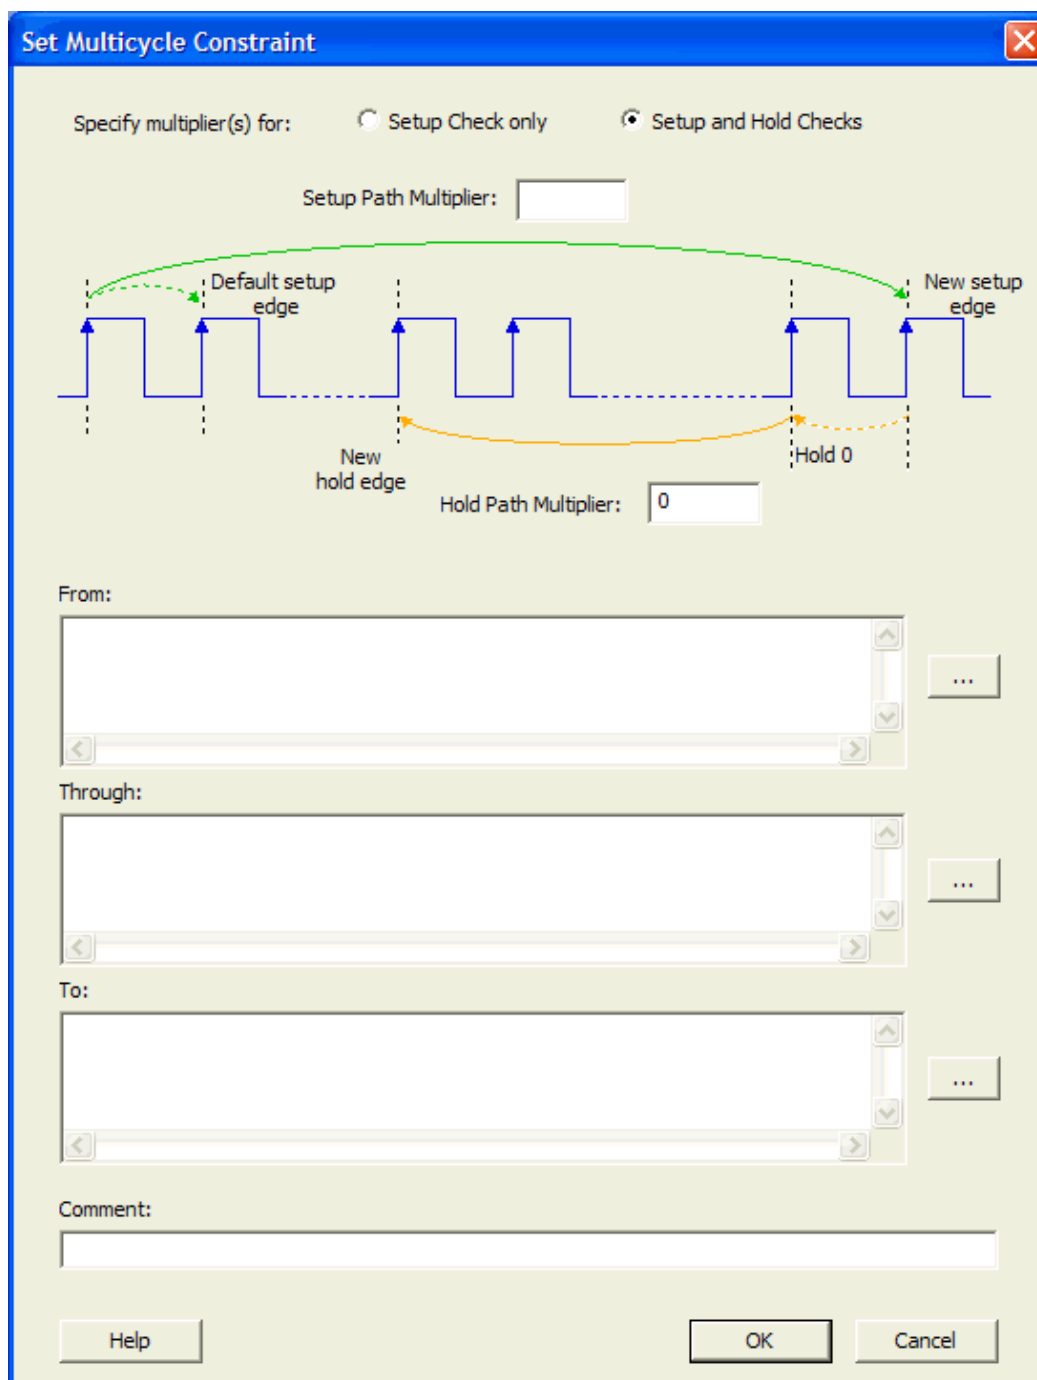 Set Multicycle Constraint
Specify multiplier(s) for: Setup Check only Setup and Hold Checks
Setup Path Multiplier:
Default setup
edge
New setup
edge
New
hold edge
Hold 0
Hold Path Multiplier: 0
From:
...
Through:
...
To:
...
Comment:
Help OK Cancel